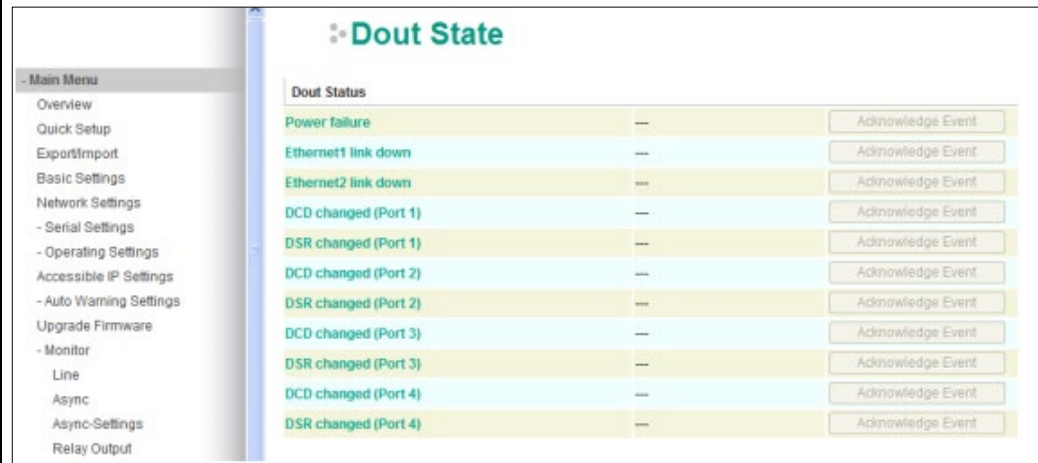 Dout State
- Main Menu
Overview
Quick Setup
Export/Import
Basic Settings
Network Settings
- Serial Settings
- Operating Settings
Accessible IP Settings
- Auto Warning Settings
Upgrade Firmware
- Monitor
Line
Async
Async-Settings
Relay Output
Dout Status
Power failure --- Acknowledge Event
Ethernet1 link down --- Acknowledge Event
Ethernet2 link down --- Acknowledge Event
DCD changed (Port 1) --- Acknowledge Event
DSR changed (Port 1) --- Acknowledge Event
DCD changed (Port 2) --- Acknowledge Event
DSR changed (Port 2) --- Acknowledge Event
DCD changed (Port 3) --- Acknowledge Event
DSR changed (Port 3) --- Acknowledge Event
DCD changed (Port 4) --- Acknowledge Event
DSR changed (Port 4) --- Acknowledge Event